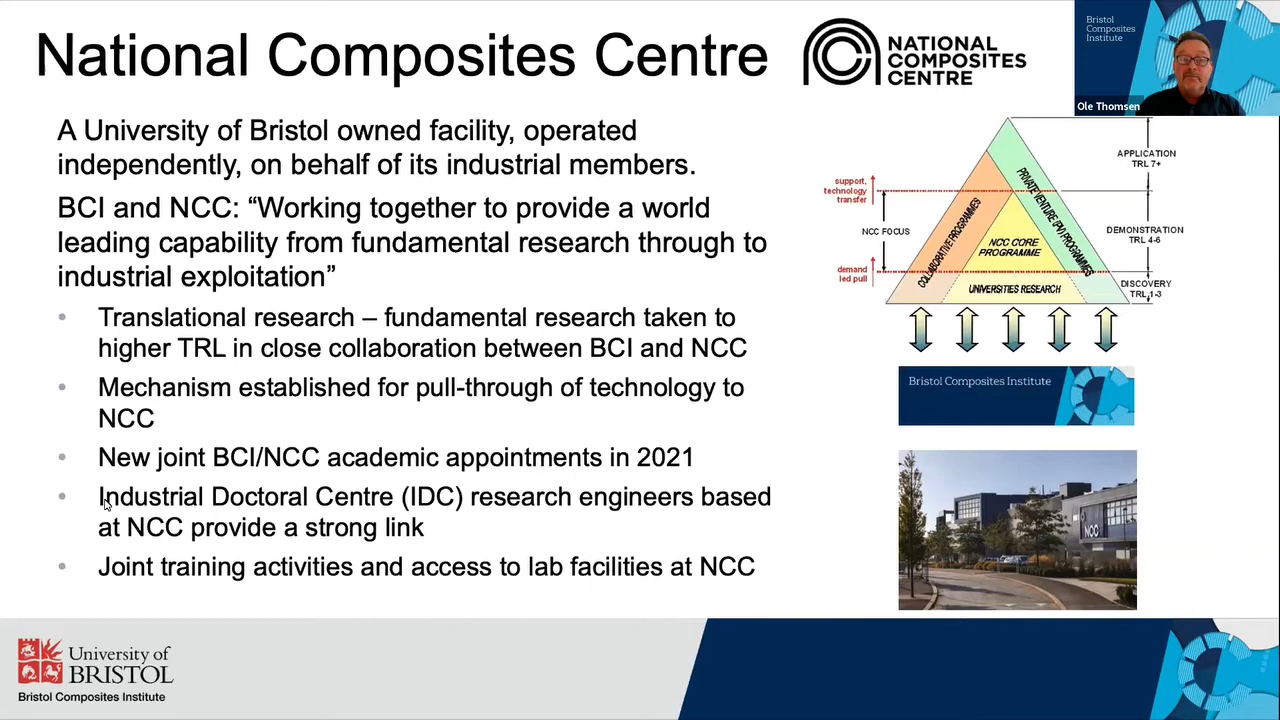 National Composites Centre
NATIONAL
COMPOSITES
CENTRE
Bristol
Composites
Institute
Ole Thomsen
A University of Bristol owned facility, operated
independently, on behalf of its industrial members.
BCI and NCC: “Working together to provide a world
leading capability from fundamental research through to
industrial exploitation”
• Translational research – fundamental research taken to
higher TRL in close collaboration between BCI and NCC
• Mechanism established for pull-through of technology to
NCC
• New joint BCI/NCC academic appointments in 2021
• Industrial Doctoral Centre (IDC) research engineers based
at NCC provide a strong link
• Joint training activities and access to lab facilities at NCC
support,
technology
transfer
NCC FOCUS
demand
led pull
COLLABORATIVE PROGRAMMES
PRIVATE VENTURE (PV) PROGRAMMES
NCC CORE
PROGRAMME
UNIVERSITIES RESEARCH
APPLICATION
TRL 7+
DEMONSTRATION
TRL 4-6
DISCOVERY
TRL 1-3
Bristol Composites Institute
NCC
University of
BRISTOL
Bristol Composites Institute